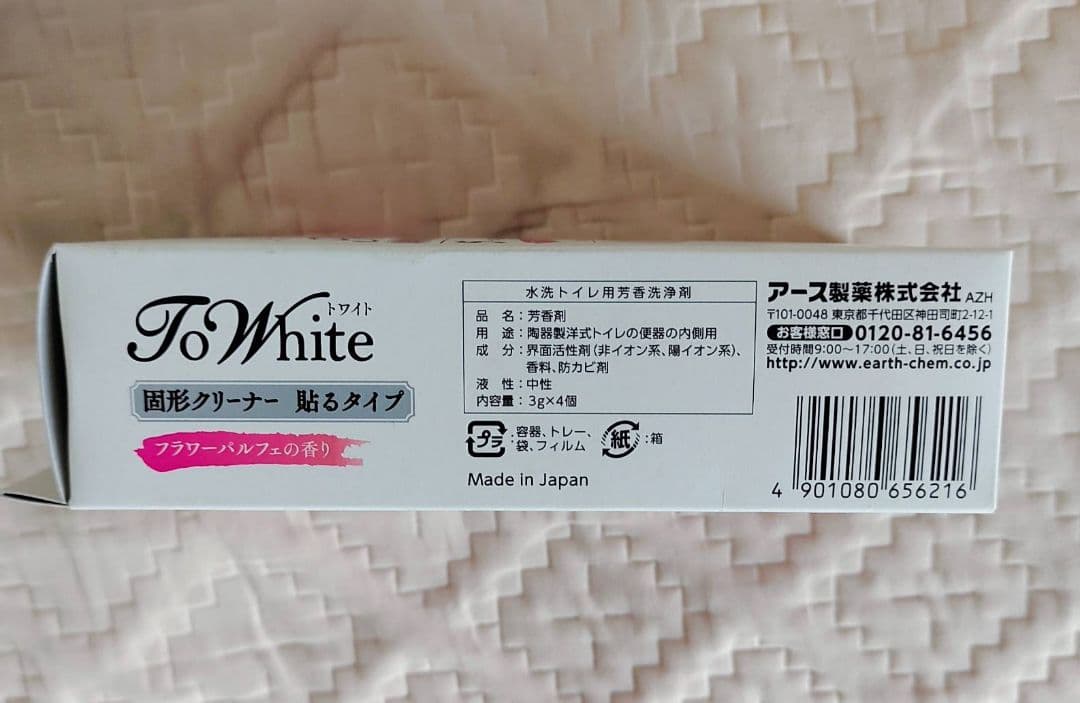 トワイト
To White
固形クリーナー 貼るタイプ
フラワーパルフェの香り
水洗トイレ用芳香洗浄剤
品 名：芳香剤
用 途：陶器製洋式トイレの便器の内側用
成 分：界面活性剤(非イオン系、陽イオン系)、
香料、防カビ剤
液 性：中性
内容量：3g×4個
プラ：容器、トレー、
袋、フィルム
紙：箱
Made in Japan
アース製薬株式会社 AZH
〒101-0048 東京都千代田区神田司町2-12-1
お客様窓口 0120-81-6456
受付時間9:00〜17:00(土、日、祝日を除く)
http://www.earth-chem.co.jp
4 901080 656216